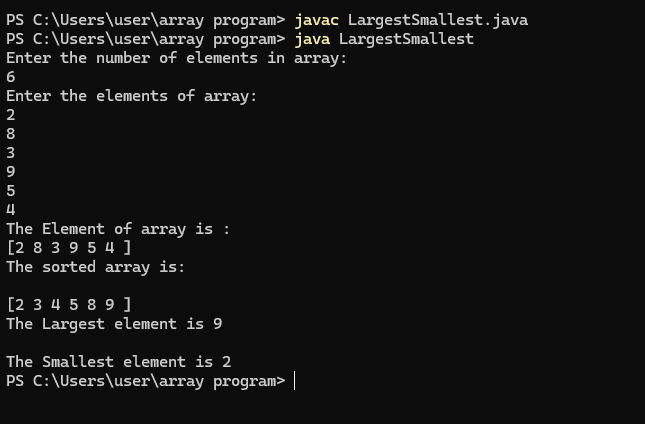 PS C:\Users\user\array program> javac LargestSmallest.java
PS C:\Users\user\array program> java LargestSmallest
Enter the number of elements in array:
6
Enter the elements of array:
2
8
3
9
5
4
The Element of array is :
[2 8 3 9 5 4 ]
The sorted array is:
[2 3 4 5 8 9 ]
The Largest element is 9
The Smallest element is 2
PS C:\Users\user\array program>